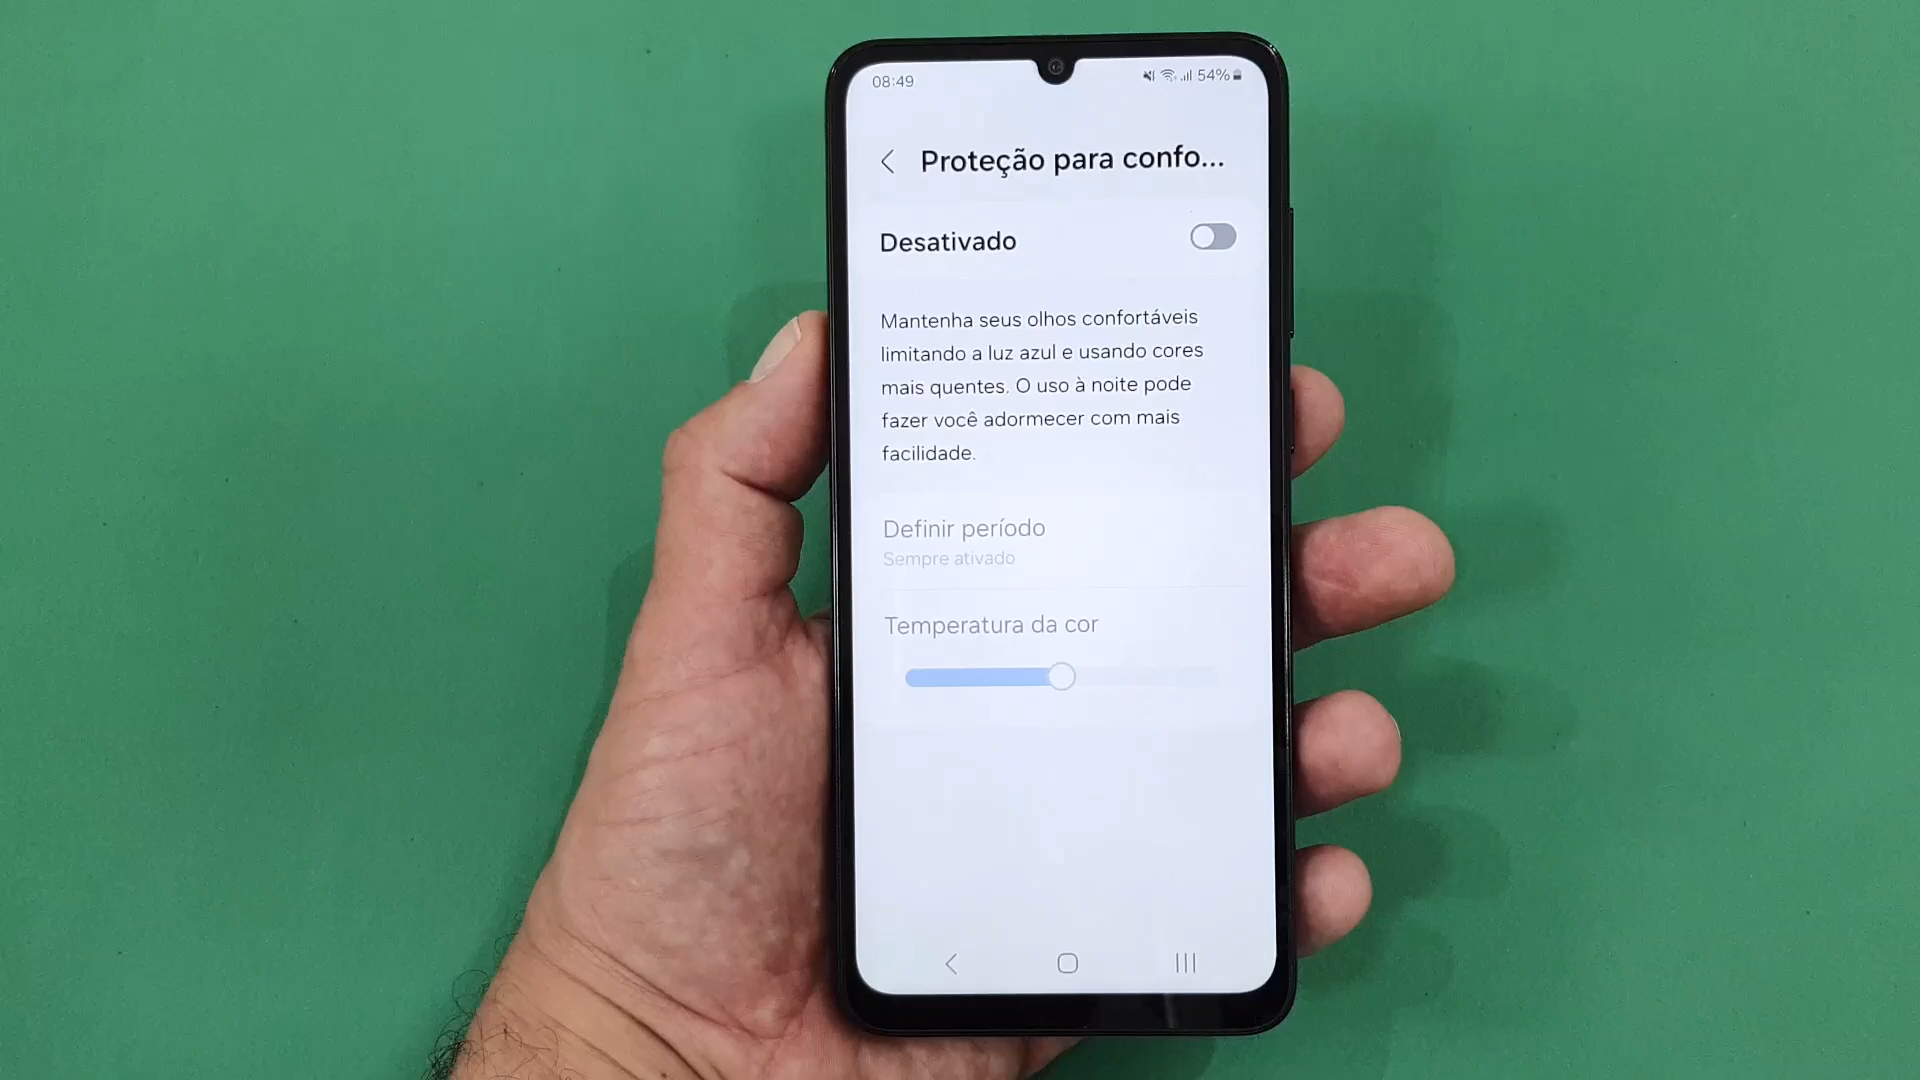 08:49
54%
Proteção para confo...
Desativado
Mantenha seus olhos confortáveis
limitando a luz azul e usando cores
mais quentes. O uso à noite pode
fazer você adormecer com mais
facilidade.
Definir período
Sempre ativado
Temperatura da cor